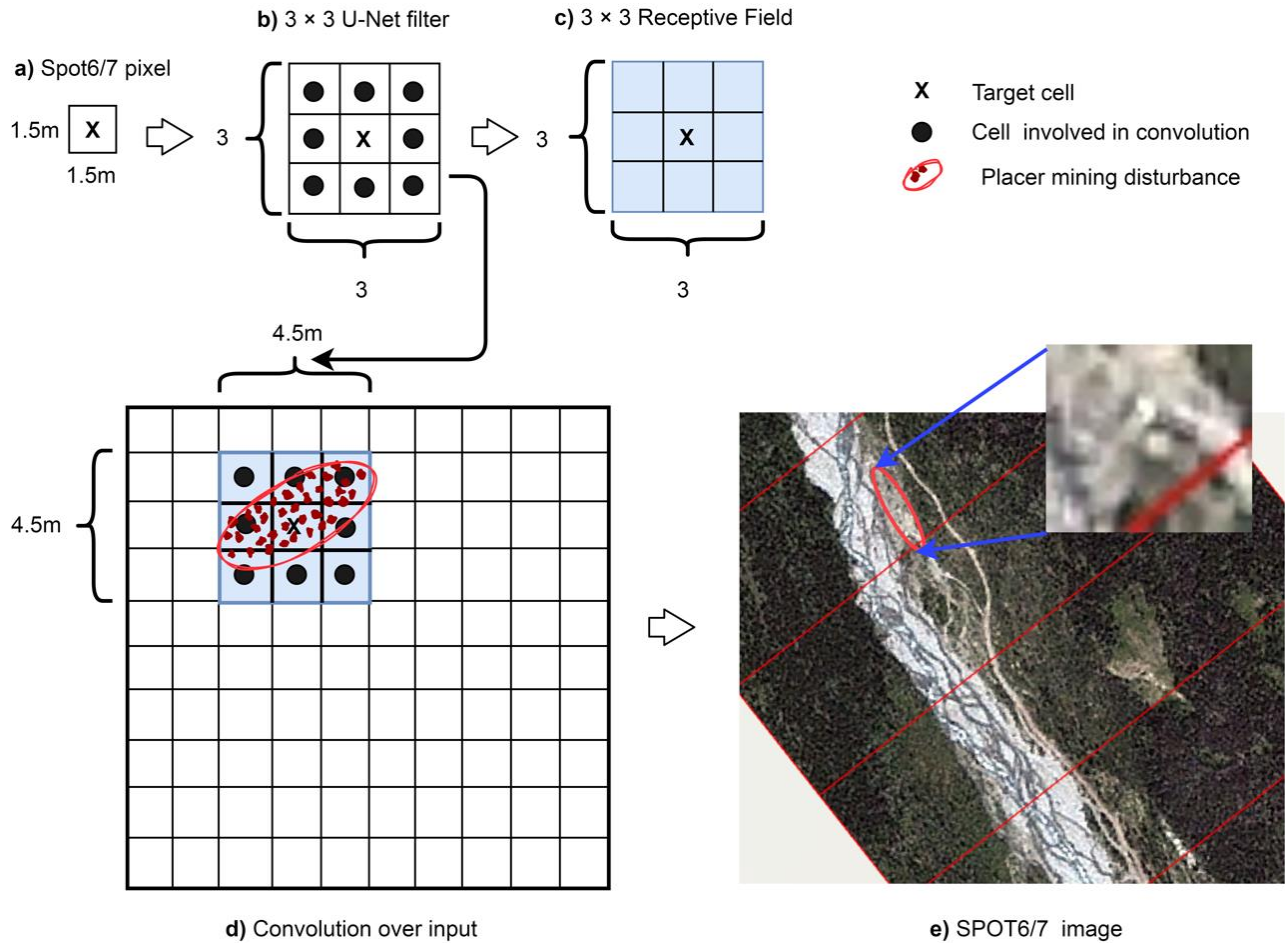 b) 3 × 3 U-Net filter
c) 3 × 3 Receptive Field
a) Spot6/7 pixel
1.5m
X
1.5m
3
X
3
3
X
3
X Target cell
Cell involved in convolution
Placer mining disturbance
4.5m
4.5m
X
d) Convolution over input
e) SPOT6/7 image